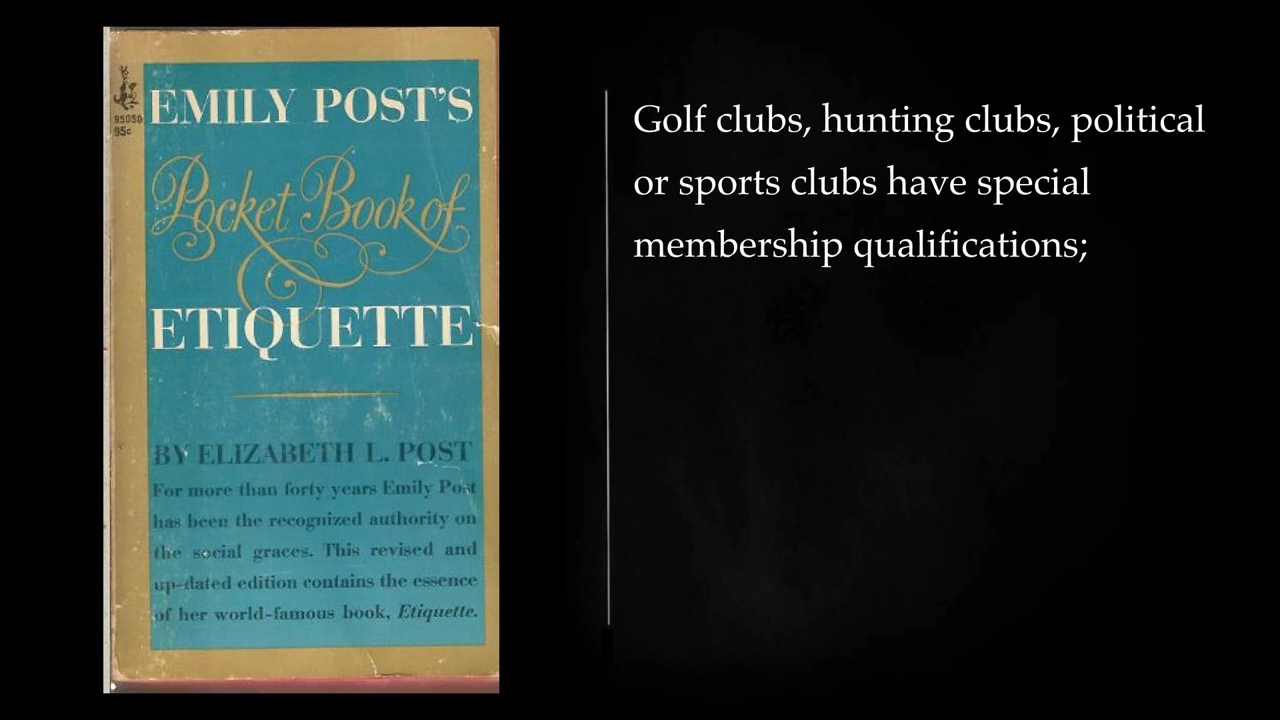 EMILY POST'S
Pocket Book of
ETIQUETTE
95050
95c
BY ELIZABETH L. POST
For more than forty years Emily Post
has been the recognized authority on
the social graces. This revised and
up-dated edition contains the essence
of her world-famous book, Etiquette.
Golf clubs, hunting clubs, political
or sports clubs have special
membership qualifications;